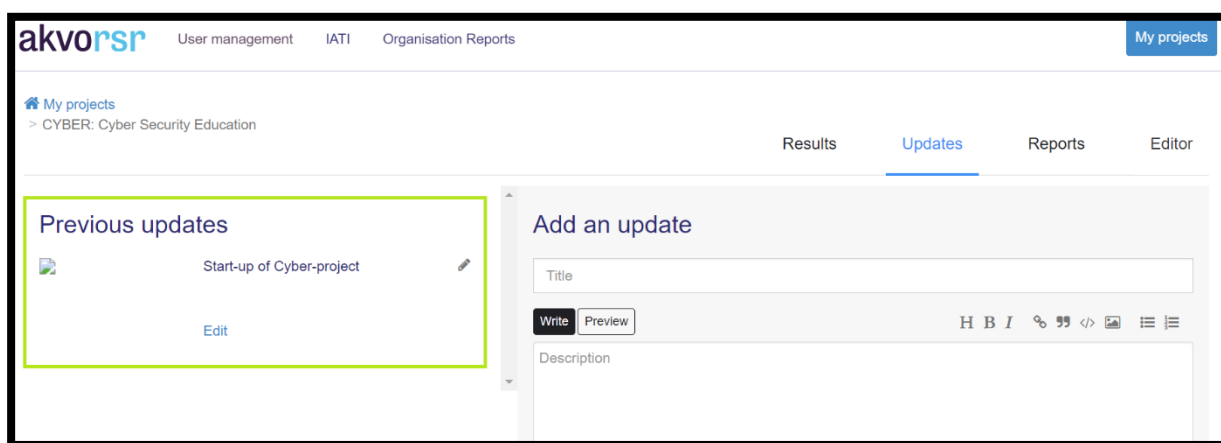 akvorsr User management IATI Organisation Reports My projects
My projects
> CYBER: Cyber Security Education
Results Updates Reports Editor
Previous updates
Start-up of Cyber-project
Edit
Add an update
Title
Write Preview H B I
Description